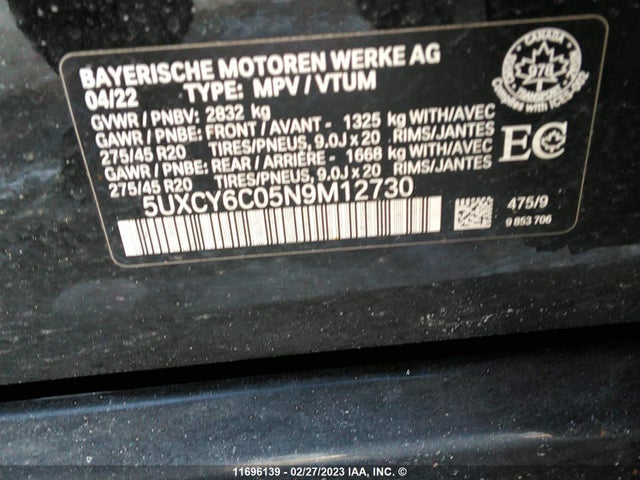 BAYERISCHE MOTOREN WERKE AG
04/22 TYPE: MPV / VTUM
GVWR / PNBV: 2832 kg
GAWR / PNBE: FRONT / AVANT - 1325 kg WITH/AVEC
275/45 R20 TIRES/PNEUS, 9.0J x 20 RIMS/JANTES
GAWR / PNBE: REAR / ARRIÈRE - 1668 kg WITH/AVEC
275/45 R20 TIRES/PNEUS, 9.0J x 20 RIMS/JANTES
5UXCY6C05N9M12730
CANADA
976
TRANSPORT
EC
475/9
9 853 706
11696139 - 02/27/2023 IAA, INC. ©